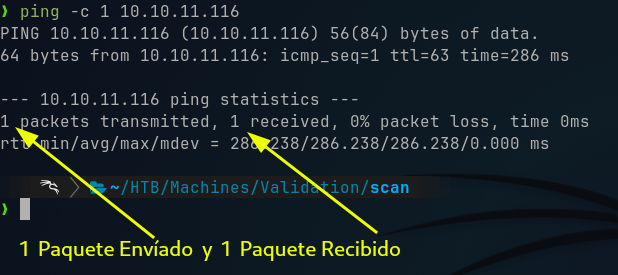 ❯ ping -c 1 10.10.11.116
PING 10.10.11.116 (10.10.11.116) 56(84) bytes of data.
64 bytes from 10.10.11.116: icmp_seq=1 ttl=63 time=286 ms
--- 10.10.11.116 ping statistics ---
1 packets transmitted, 1 received, 0% packet loss, time 0ms
rtt min/avg/max/mdev = 286.238/286.238/286.238/0.000 ms
~/HTB/Machines/Validation/scan
❯
1 Paquete Envíado y 1 Paquete Recibido